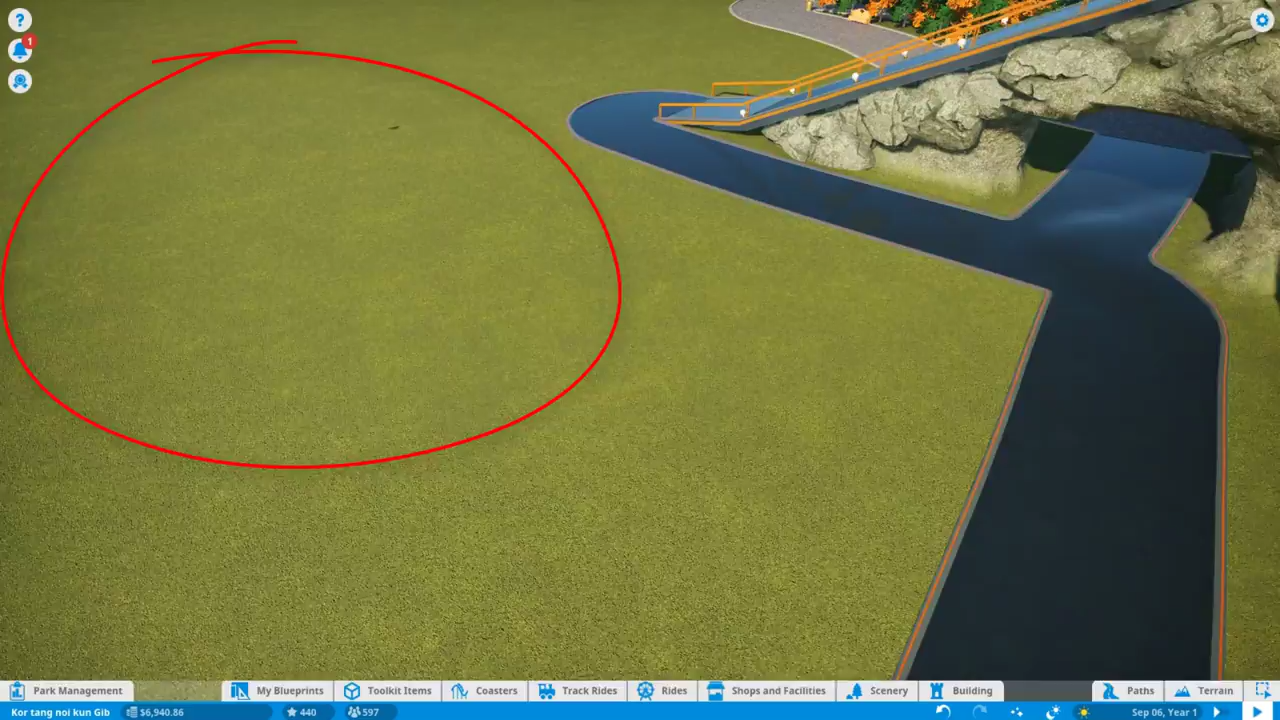 ?
1
Park Management
My Blueprints
Toolkit Items
Coasters
Track Rides
Rides
Shops and Facilities
Scenery
Building
Paths
Terrain
Kor tang noi kun Gib
$6,940.86
440
597
Sep 06, Year 1